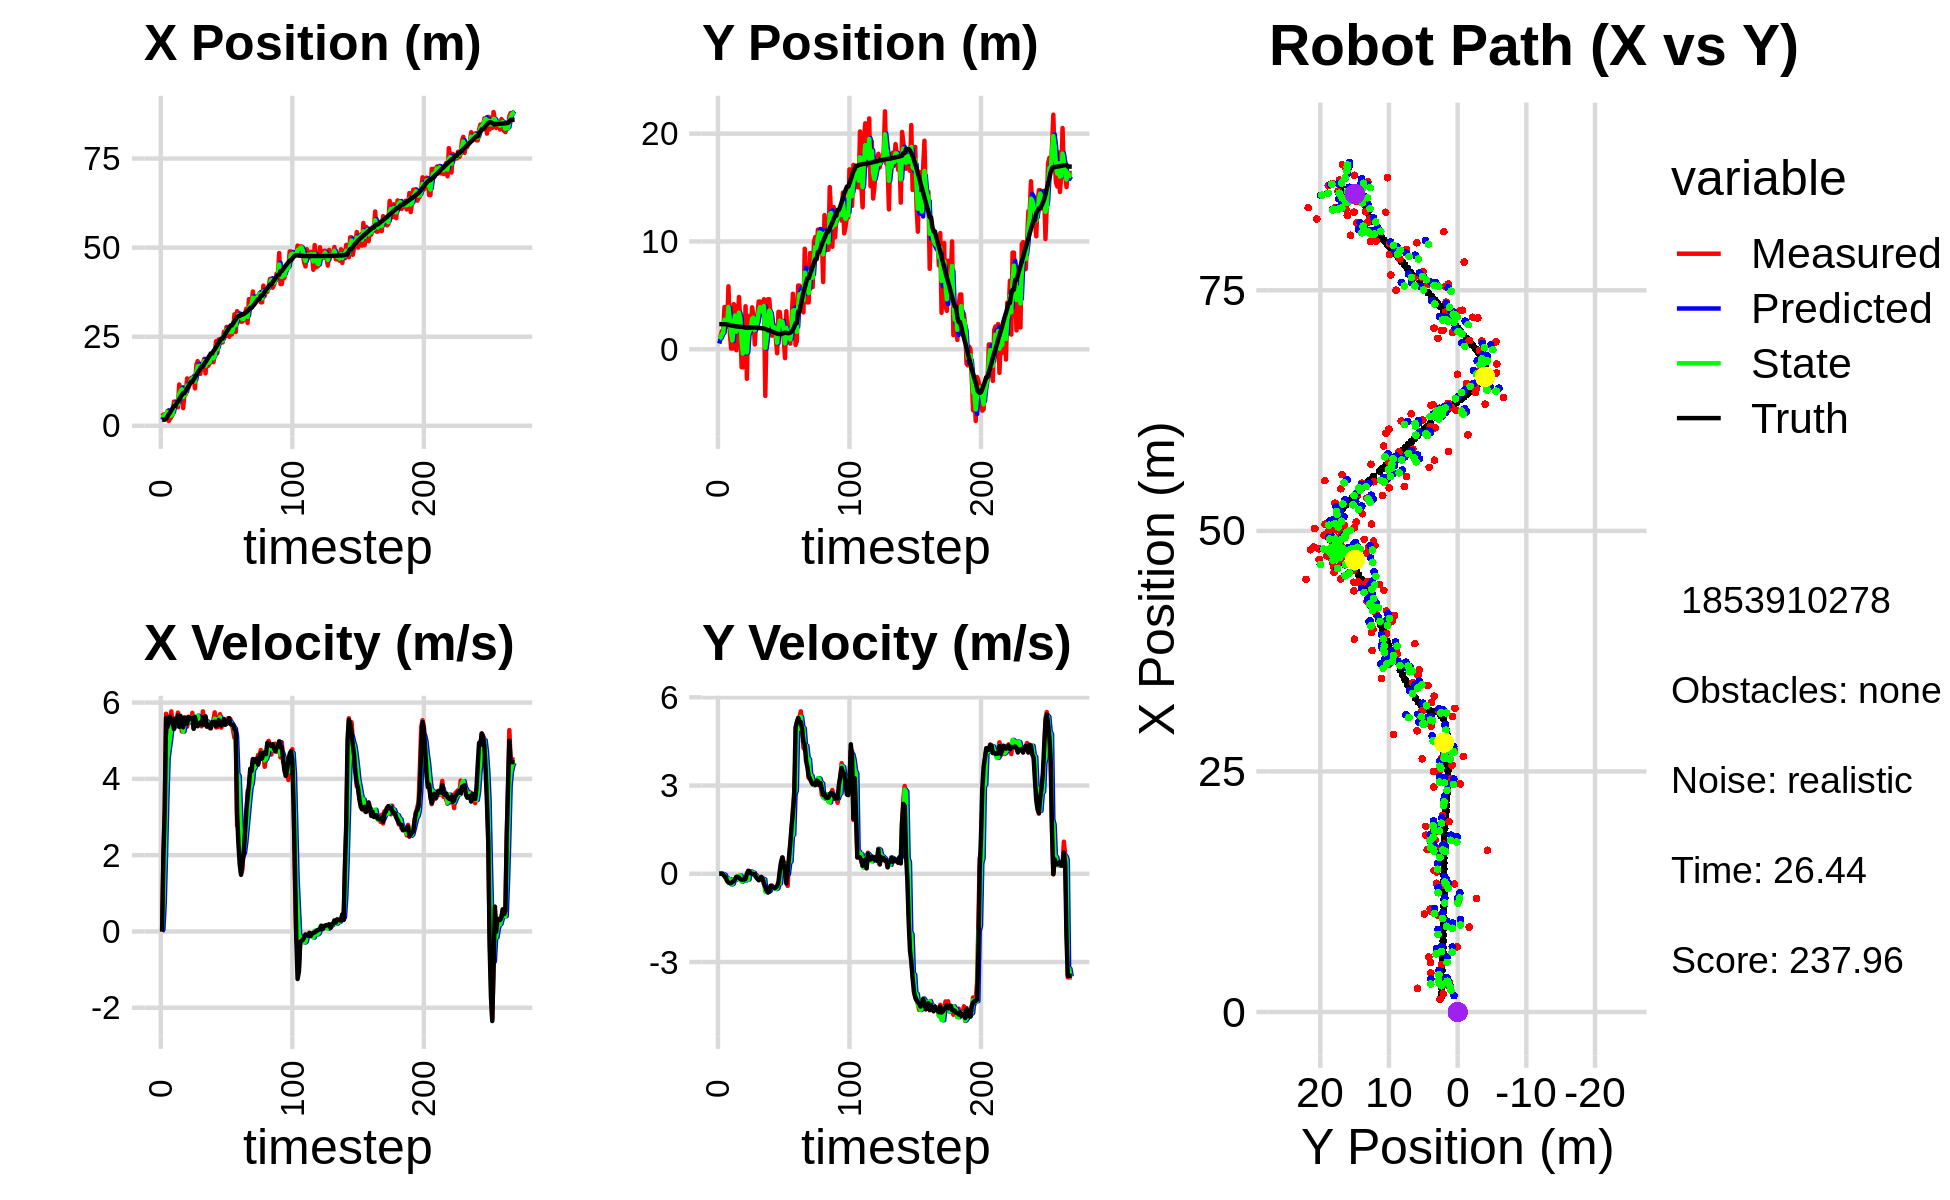 X Position (m)
75
50
25
0
0
100
200
timestep
Y Position (m)
20
10
0
0
100
200
timestep
X Velocity (m/s)
6
4
2
0
-2
0
100
200
timestep
Y Velocity (m/s)
6
3
0
-3
0
100
200
timestep
Robot Path (X vs Y)
X Position (m)
75
50
25
0
20 10 0 -10 -20
Y Position (m)
variable
Measured
Predicted
State
Truth
1853910278
Obstacles: none
Noise: realistic
Time: 26.44
Score: 237.96